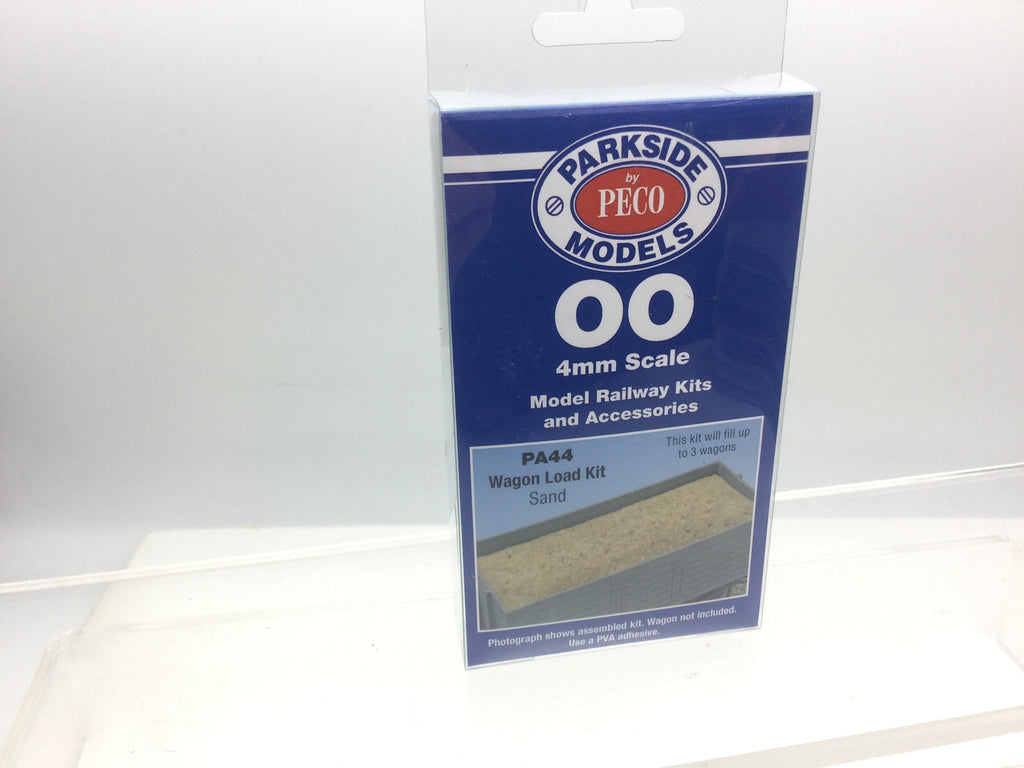 PARKSIDE
by
PECO
MODELS
OO
4mm Scale
Model Railway Kits
and Accessories
PA44
Wagon Load Kit
Sand
This kit will fill up
to 3 wagons
Photograph shows assembled kit. Wagon not included.
Use a PVA adhesive.